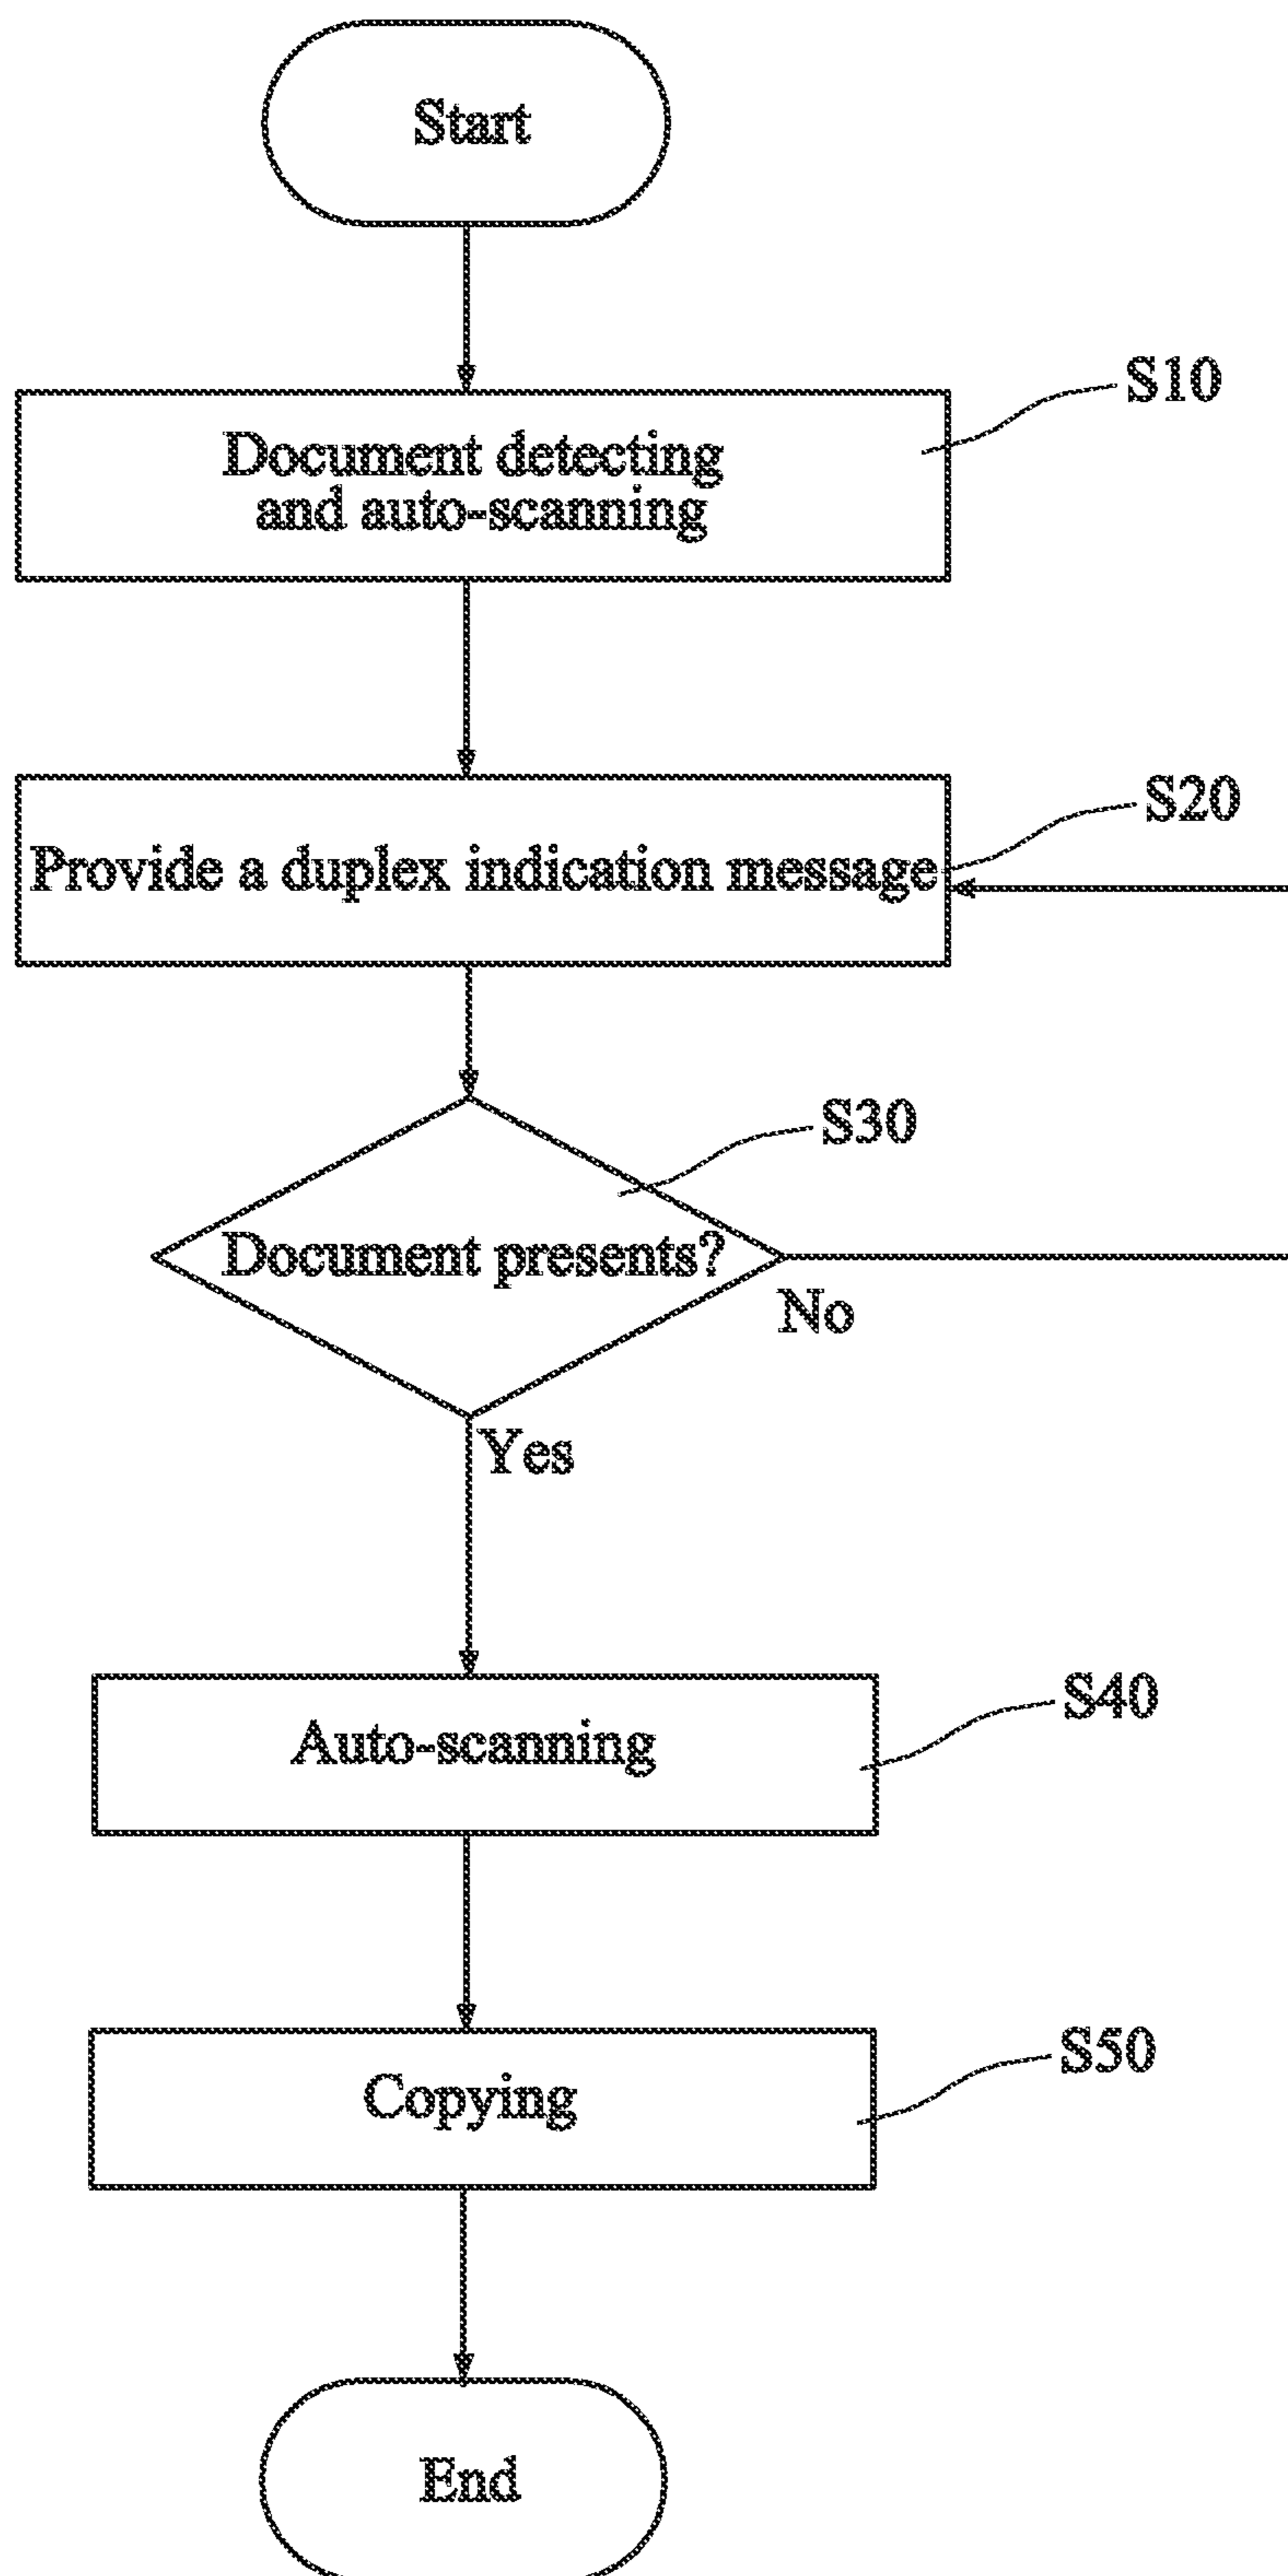 Start
S10
Document detecting
and auto-scanning
S20
Provide a duplex indication message
S30
Document presents?
No
Yes
S40
Auto-scanning
S50
Copying
End